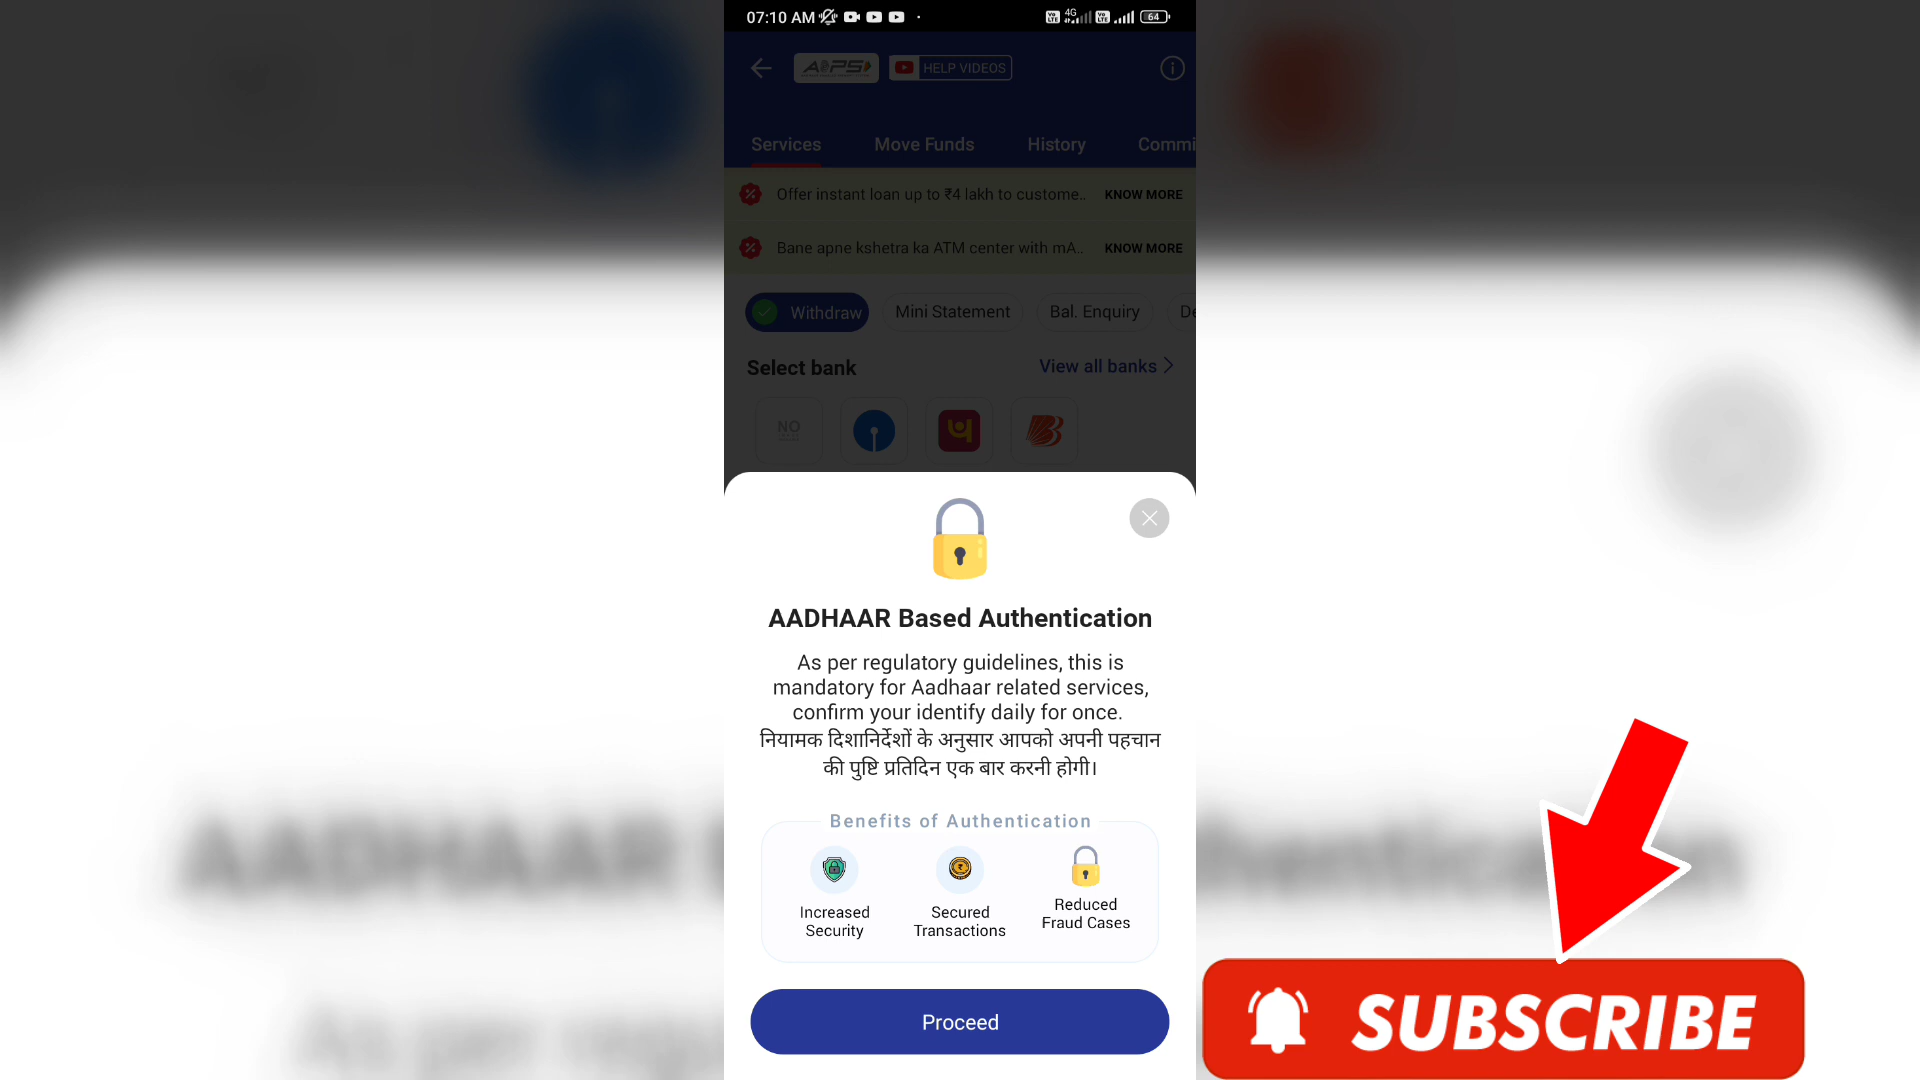 07:10 AM
4G
64
AePS
HELP VIDEOS
Services
Move Funds
History
Commi
Offer instant loan up to ₹4 lakh to custome..
KNOW MORE
Bane apne kshetra ka ATM center with mA..
KNOW MORE
Withdraw
Mini Statement
Bal. Enquiry
De
Select bank
View all banks
NO
AADHAAR Based Authentication
As per regulatory guidelines, this is
mandatory for Aadhaar related services,
confirm your identify daily for once.
नियामक दिशानिर्देशों के अनुसार आपको अपनी पहचान
की पुष्टि प्रतिदिन एक बार करनी होगी।
Benefits of Authentication
Increased
Security
Secured
Transactions
Reduced
Fraud Cases
Proceed
SUBSCRIBE